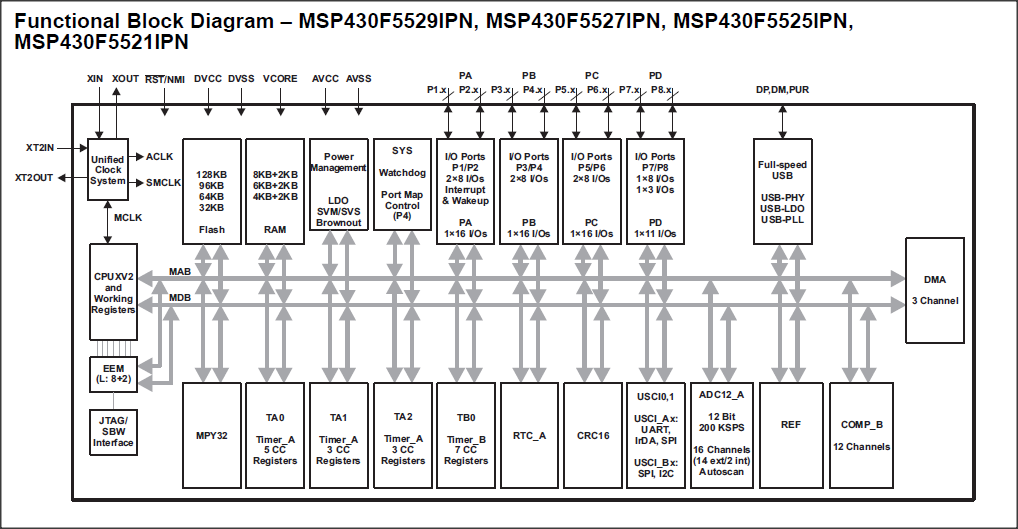 Functional Block Diagram – MSP430F5529IPN, MSP430F5527IPN, MSP430F5525IPN,
MSP430F5521IPN
XIN
XOUT
RST/NMI
DVCC
DVSS
VCORE
AVCC
AVSS
PA
P1.x
P2.x
PB
P3.x
P4.x
PC
P5.x
P6.x
PD
P7.x
P8.x
DP,DM,PUR
XT2IN
XT2OUT
Unified
Clock
System
ACLK
SMCLK
MCLK
128KB
96KB
64KB
32KB
Flash
8KB+2KB
6KB+2KB
4KB+2KB
RAM
Power
Management
LDO
SVM/SVS
Brownout
SYS
Watchdog
Port Map
Control
(P4)
I/O Ports
P1/P2
2×8 I/Os
Interrupt
& Wakeup
PA
1×16 I/Os
I/O Ports
P3/P4
2×8 I/Os
PB
1×16 I/Os
I/O Ports
P5/P6
2×8 I/Os
PC
1×16 I/Os
I/O Ports
P7/P8
1×8 I/Os
1×3 I/Os
PD
1×11 I/Os
Full-speed
USB
USB-PHY
USB-LDO
USB-PLL
CPUXV2
and
Working
Registers
MAB
MDB
DMA
3 Channel
EEM
(L: 8+2)
JTAG/
SBW
Interface
MPY32
TA0
Timer_A
5 CC
Registers
TA1
Timer_A
3 CC
Registers
TA2
Timer_A
3 CC
Registers
TB0
Timer_B
7 CC
Registers
RTC_A
CRC16
USCI0,1
USCI_Ax:
UART,
IrDA, SPI
USCI_Bx:
SPI, I2C
ADC12_A
12 Bit
200 KSPS
16 Channels
(14 ext/2 int)
Autoscan
REF
COMP_B
12 Channels